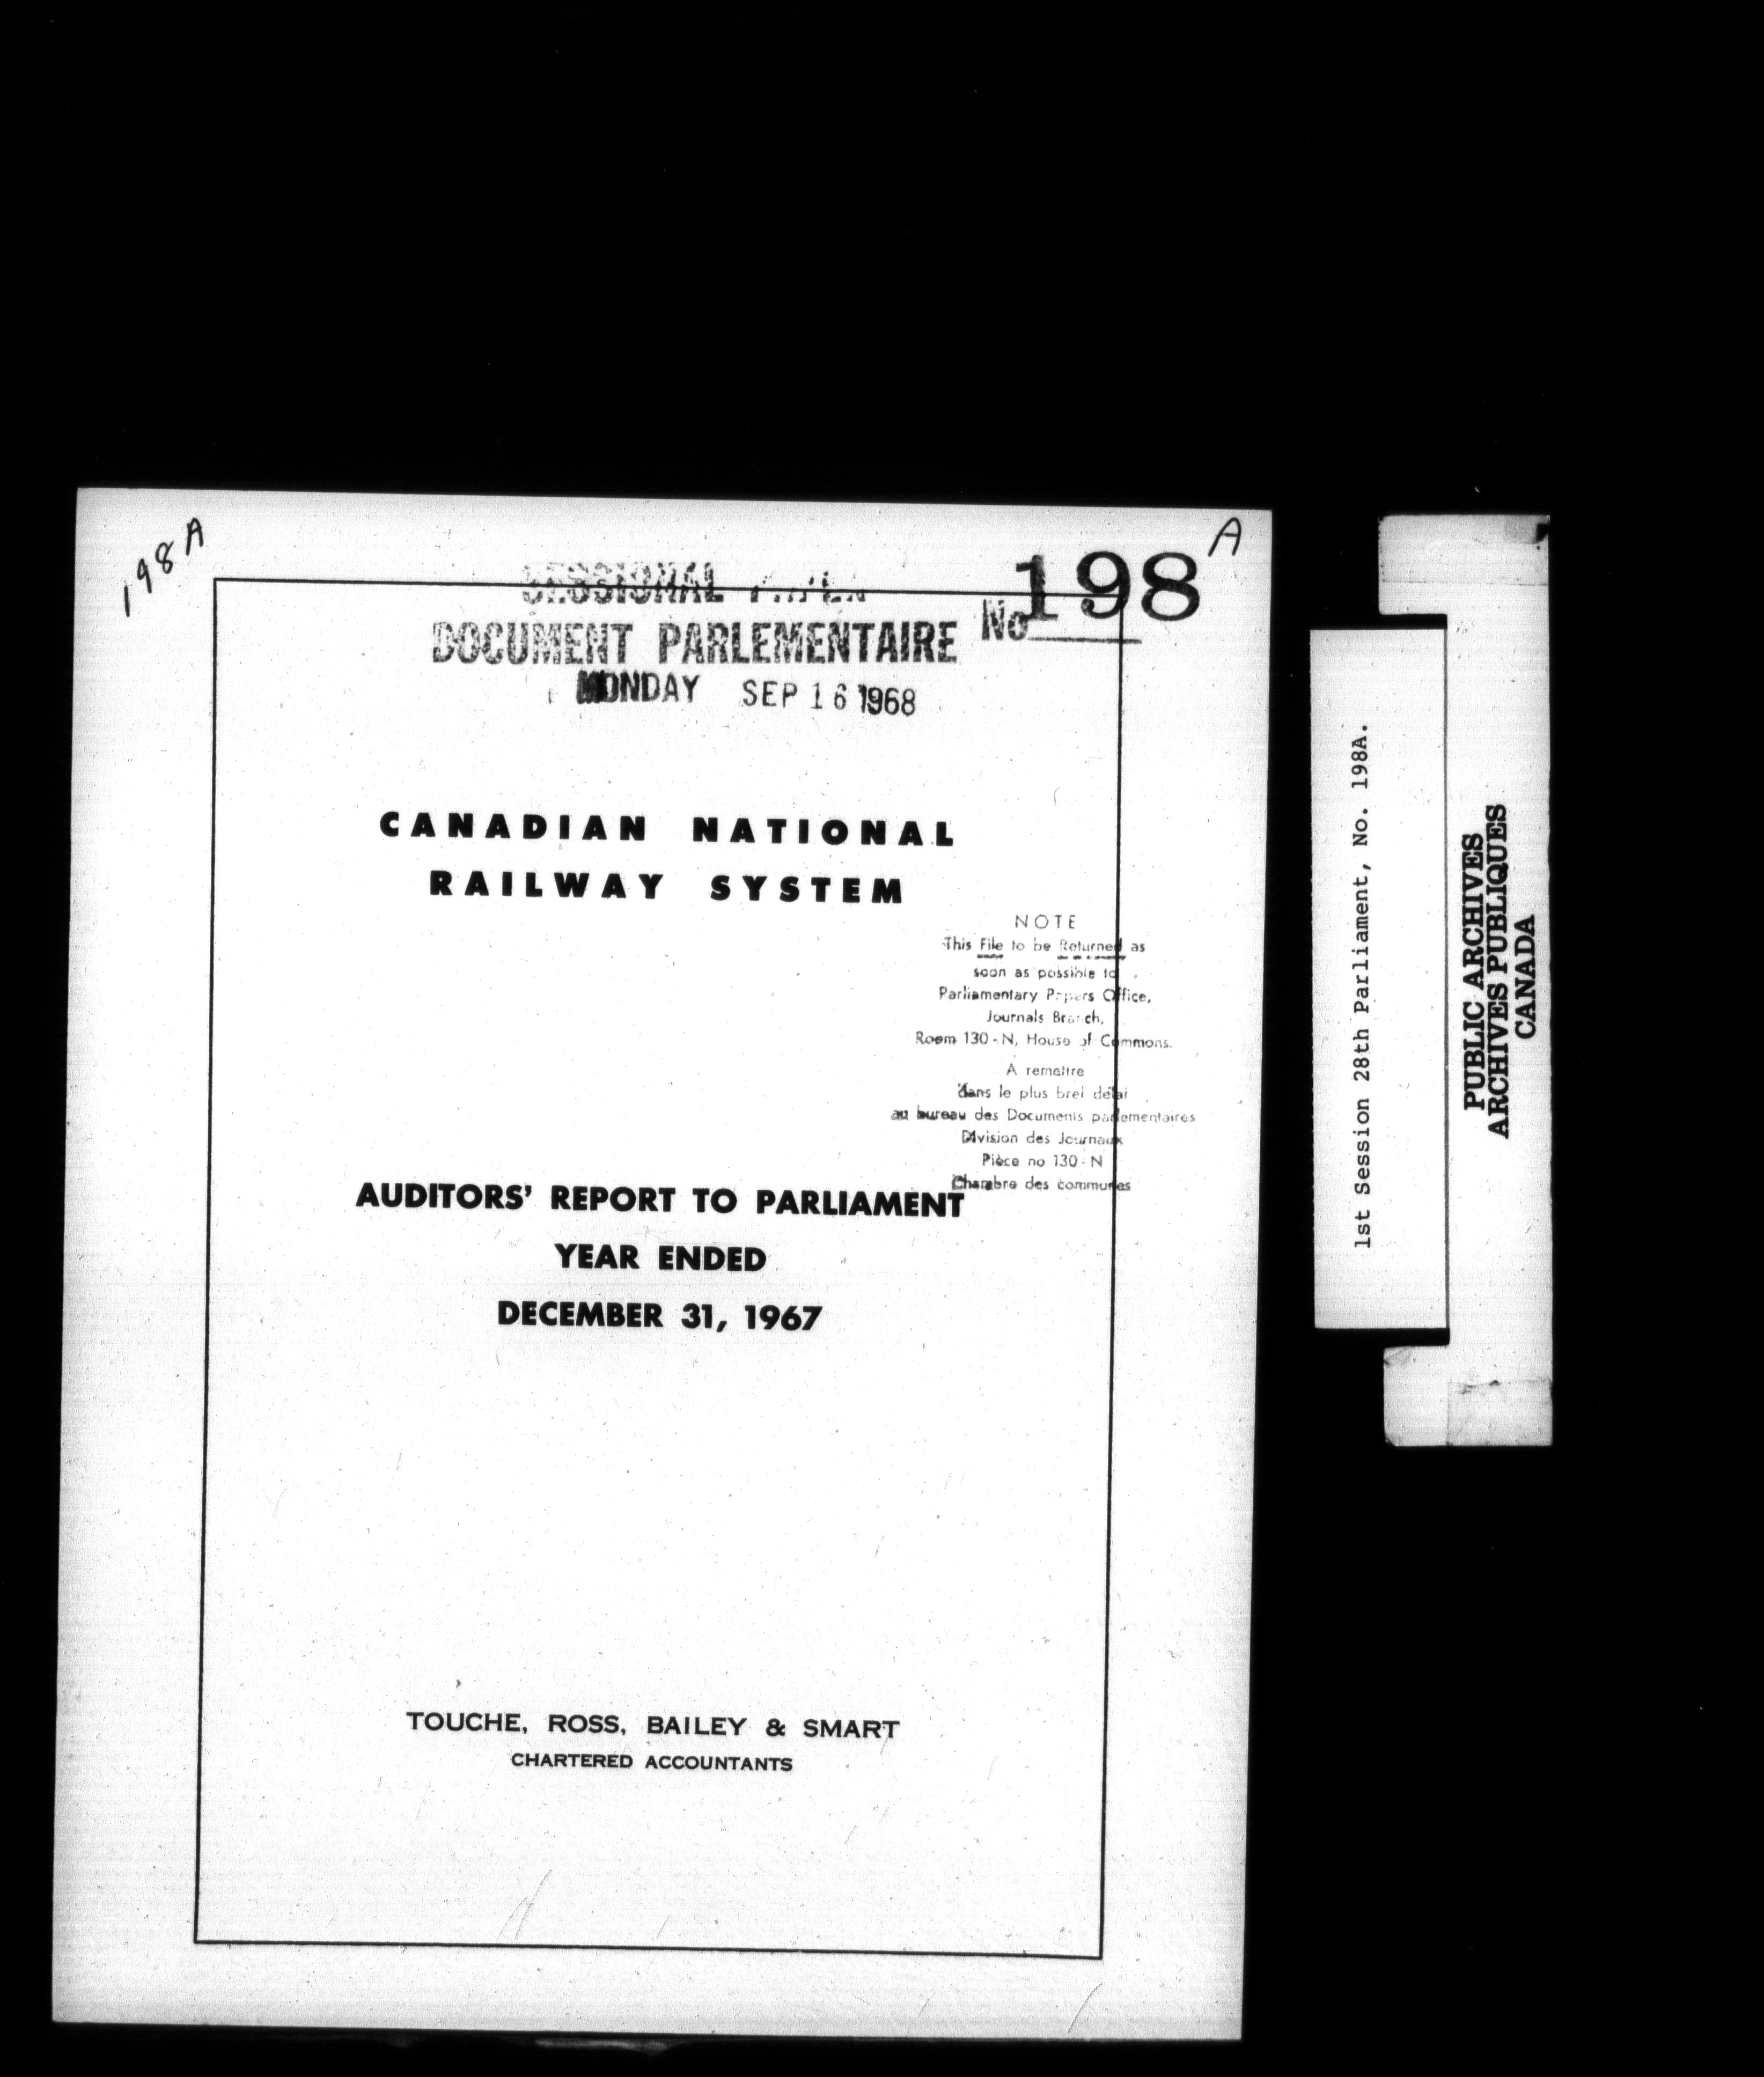 198A
A
SESSIONAL PAPER
DOCUMENT PARLEMENTAIRE No 198
MONDAY SEP 16 1968
CANADIAN NATIONAL
RAILWAY SYSTEM
NOTE
This File to be Returned as
soon as possible to
Parliamentary Papers Office,
Journals Branch,
Room 130-N, House of Commons.
A remettre
dans le plus bref délai
au bureau des Documents parlementaires
Division des Journaux
Pièce no 130-N
Chambre des communes
AUDITORS' REPORT TO PARLIAMENT
YEAR ENDED
DECEMBER 31, 1967
TOUCHE, ROSS, BAILEY & SMART
CHARTERED ACCOUNTANTS
1st Session 28th Parliament, No. 198A.
PUBLIC ARCHIVES
ARCHIVES PUBLIQUES
CANADA